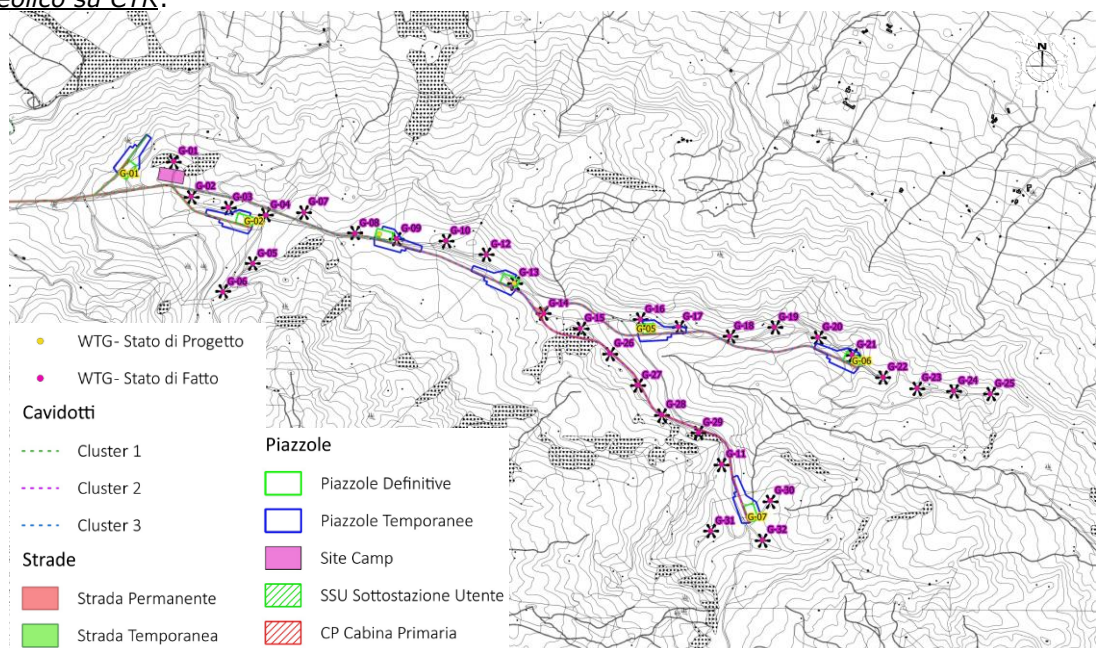 eolico su CTR.
N
G-01
G-01
G-02
G-03
G-04
G-07
G-02
G-08
G-09
G-10
G-12
G-05
G-06
G-13
G-14
G-15
G-16
G-17
G-05
G-18
G-19
G-20
G-21
G-06
G-22
G-23
G-24
G-25
G-26
G-27
G-28
G-29
G-11
G-30
G-07
G-31
G-32
WTG- Stato di Progetto
WTG- Stato di Fatto
Cavidotti
Cluster 1
Cluster 2
Cluster 3
Strade
Strada Permanente
Strada Temporanea
Piazzole
Piazzole Definitive
Piazzole Temporanee
Site Camp
SSU Sottostazione Utente
CP Cabina Primaria